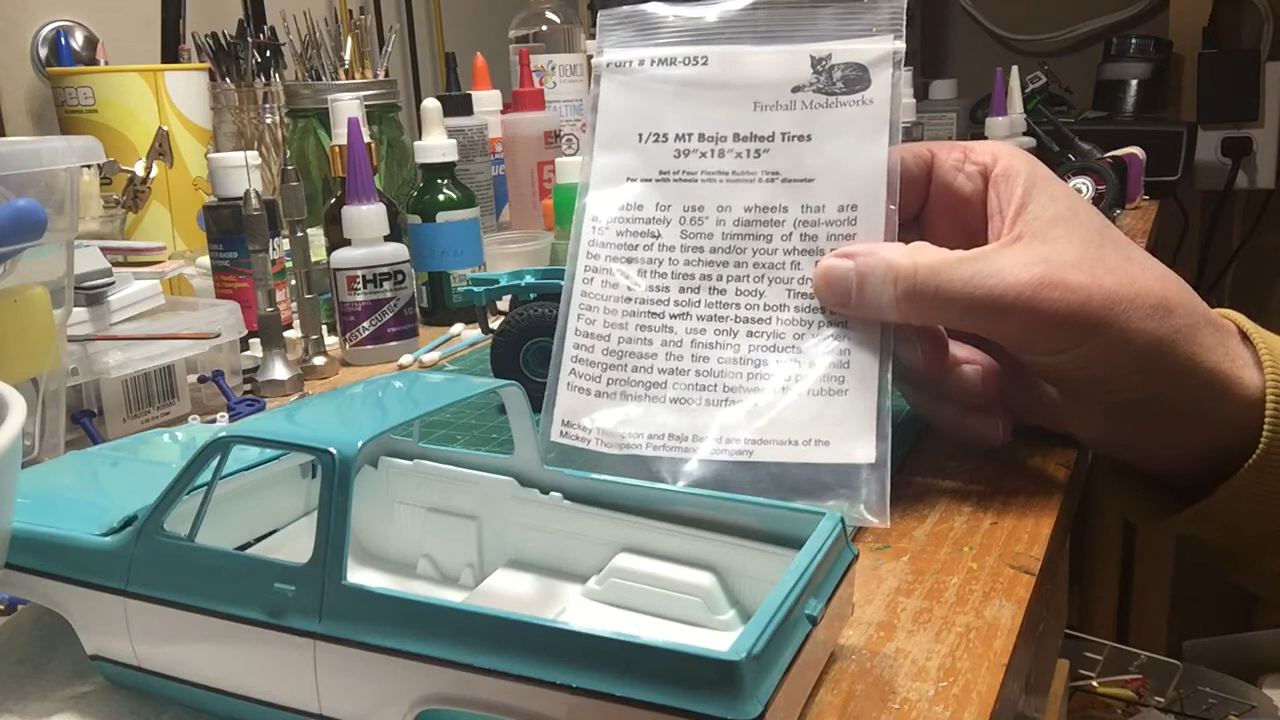 Part # FMR-052
Fireball Modelworks
1/25 MT Baja Belted Tires
39"x18"x15"
Set of Four Flexible Rubber Tires.
For use with wheels with a nominal 0.68" diameter
able for use on wheels that are
proximately 0.65" in diameter (real-world
15" wheels). Some trimming of the inner
diameter of the tires and/or your wheels
be necessary to achieve an exact fit.
fit the tires as a part of your dry
of the chassis and the body. Tires
accurate raised solid letters on both sides
can be painted with water-based hobby paint.
For best results, use only acrylic or
based paints and finishing products.
and degrease the tire castings with a mild
detergent and water solution prior to painting.
Avoid prolonged contact between the rubber
tires and finished wood
Mickey Thompson and Baja Belted are trademarks of the
Mickey Thompson Performance company
HPD
INSTA-CURE+